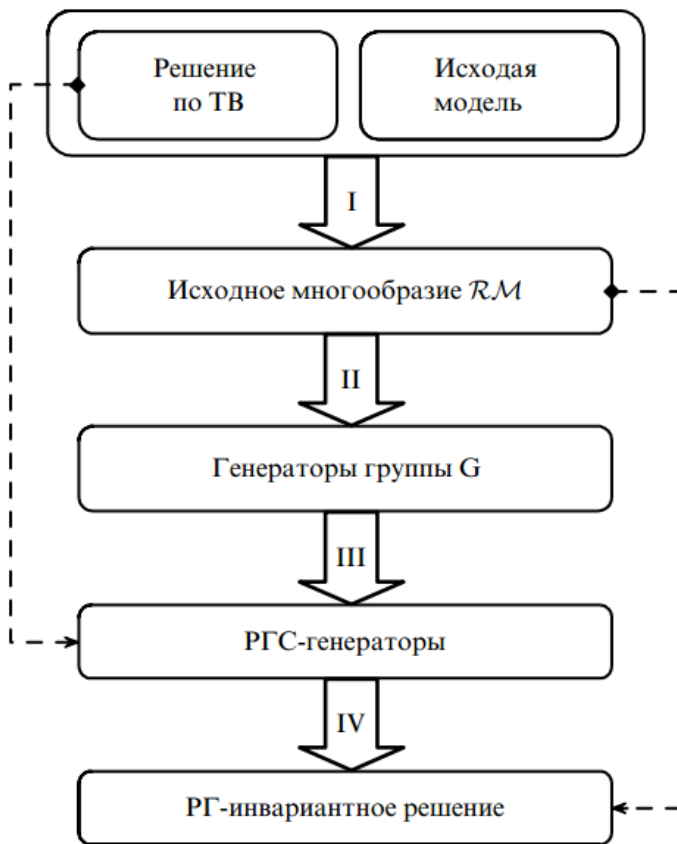 Решение
по ТВ
Исходая
модель
I
Исходное многообразие ℛℳ
II
Генераторы группы G
III
РГС-генераторы
IV
РГ-инвариантное решение